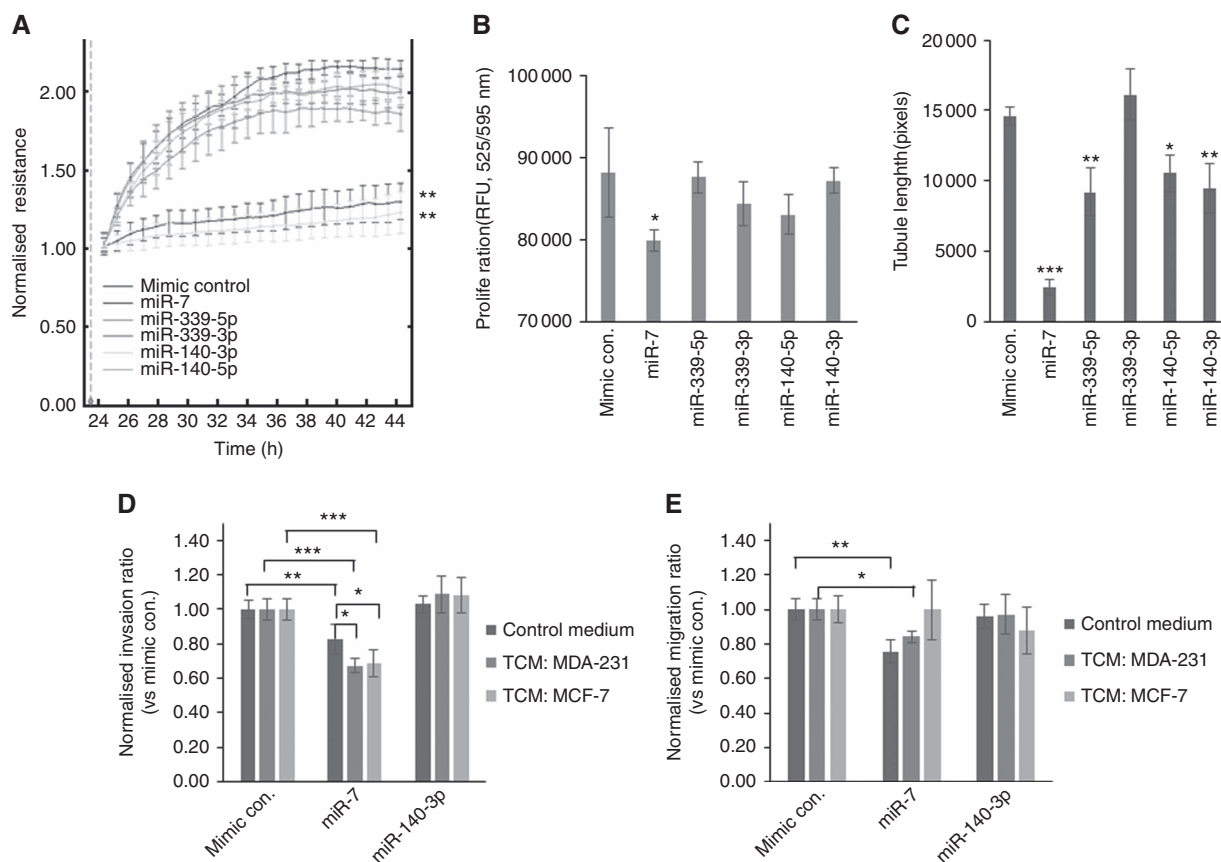 A
Normalised resistance
2.00
1.50
1.00
0.50
0.00
**
**
Mimic control
miR-7
miR-339-5p
miR-339-3p
miR-140-3p
miR-140-5p
24 26 28 30 32 34 36 38 40 42 44
Time (h)
B
Prolife ration(RFU, 525/595 nm)
100 000
90 000
80 000
70 000
*
Mimic con.
miR-7
miR-339-5p
miR-339-3p
miR-140-5p
miR-140-3p
C
Tubule lenght(pixels)
20 000
15 000
10 000
5000
0
***
**
*
**
Mimic con.
miR-7
miR-339-5p
miR-339-3p
miR-140-5p
miR-140-3p
D
Normalised invsaion ratio
(vs mimic con.)
1.40
1.20
1.00
0.80
0.60
0.40
0.20
0.00
***
***
**
*
*
Mimic con.
miR-7
miR-140-3p
Control medium
TCM: MDA-231
TCM: MCF-7
E
Normalised migration ratio
(vs mimic con.)
1.40
1.20
1.00
0.80
0.60
0.40
0.20
0.00
**
*
Mimic con.
miR-7
miR-140-3p
Control medium
TCM: MDA-231
TCM: MCF-7